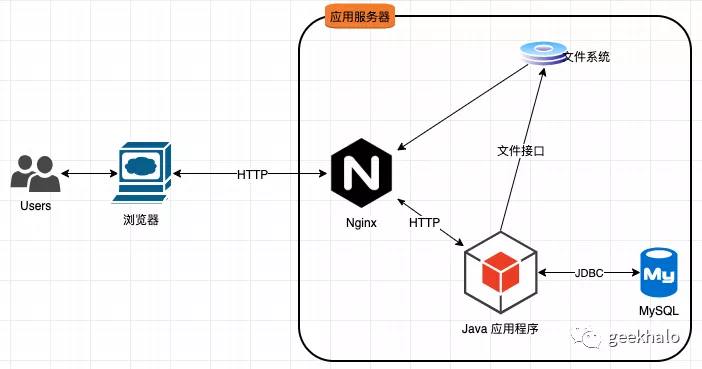 应用服务器
文件系统
文件接口
HTTP
N
Users
浏览器
Nginx
HTTP
JDBC
My
Java 应用程序
MySQL
geekhalo